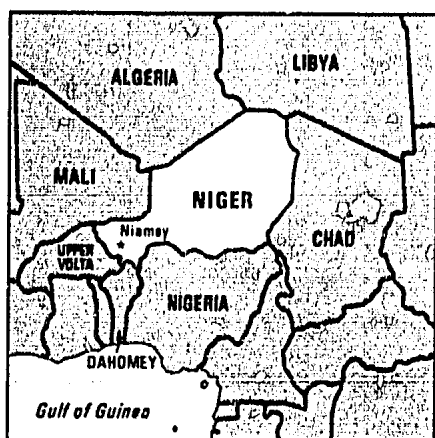 ALGERIA
LIBYA
MALI
NIGER
Niamey
CHAD
UPPER
VOLTA
NIGERIA
DAHOMEY
Gulf of Guinea